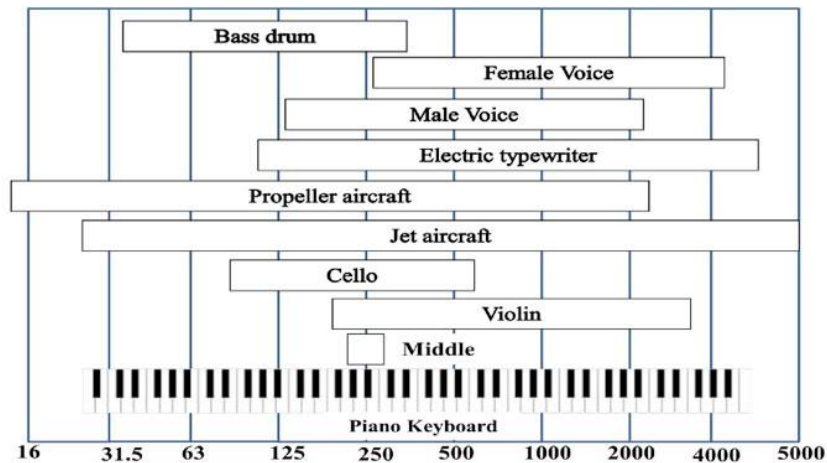 Bass drum
Female Voice
Male Voice
Electric typewriter
Propeller aircraft
Jet aircraft
Cello
Violin
Middle
Piano Keyboard
16 31.5 63 125 250 500 1000 2000 4000 5000